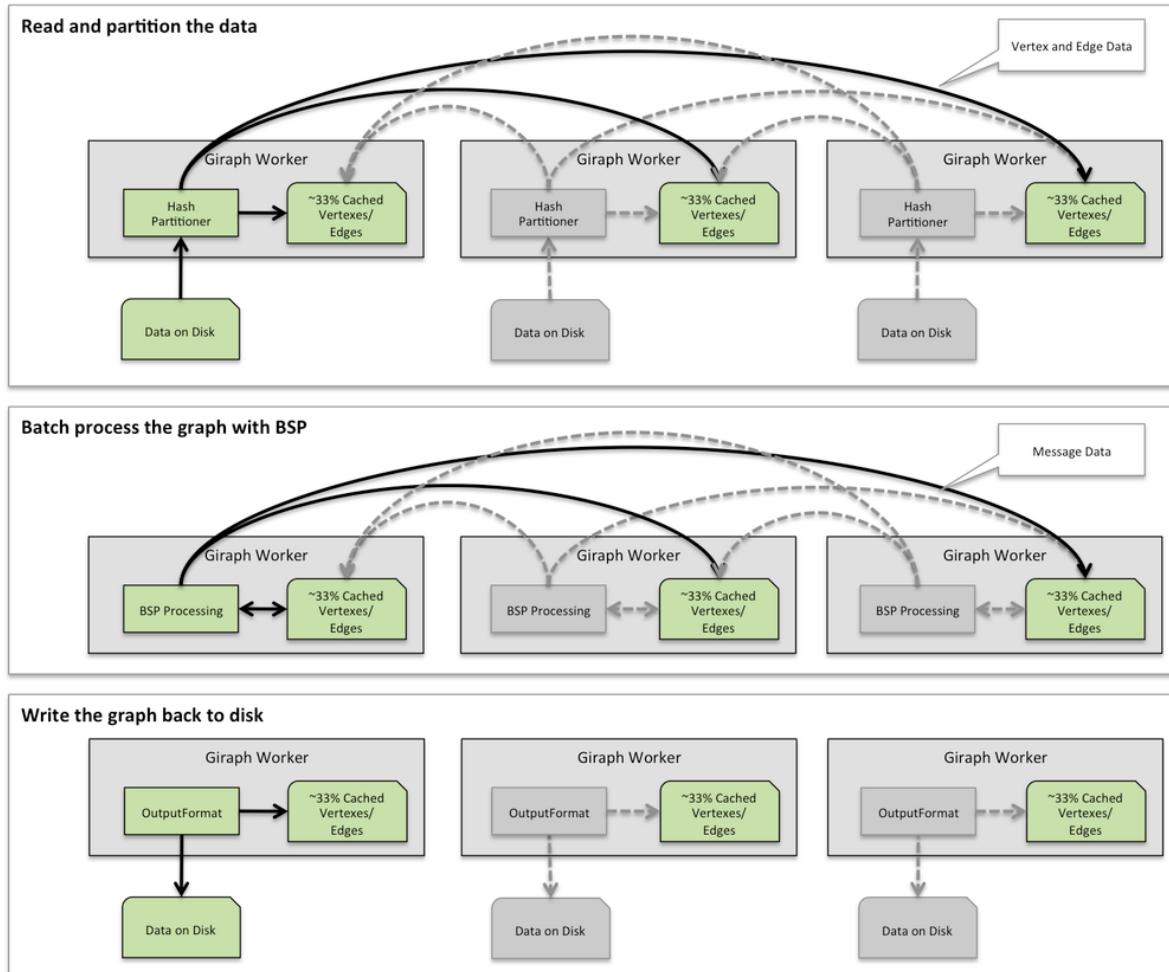 Read and partition the data
Vertex and Edge Data
Giraph Worker
Giraph Worker
Giraph Worker
Hash
Partitioner
~33% Cached
Vertexes/
Edges
Hash
Partitioner
~33% Cached
Vertexes/
Edges
Hash
Partitioner
~33% Cached
Vertexes/
Edges
Data on Disk
Data on Disk
Data on Disk
Batch process the graph with BSP
Message Data
Giraph Worker
Giraph Worker
Giraph Worker
BSP Processing
~33% Cached
Vertexes/
Edges
BSP Processing
~33% Cached
Vertexes/
Edges
BSP Processing
~33% Cached
Vertexes/
Edges
Write the graph back to disk
Giraph Worker
Giraph Worker
Giraph Worker
OutputFormat
~33% Cached
Vertexes/
Edges
OutputFormat
~33% Cached
Vertexes/
Edges
OutputFormat
~33% Cached
Vertexes/
Edges
Data on Disk
Data on Disk
Data on Disk